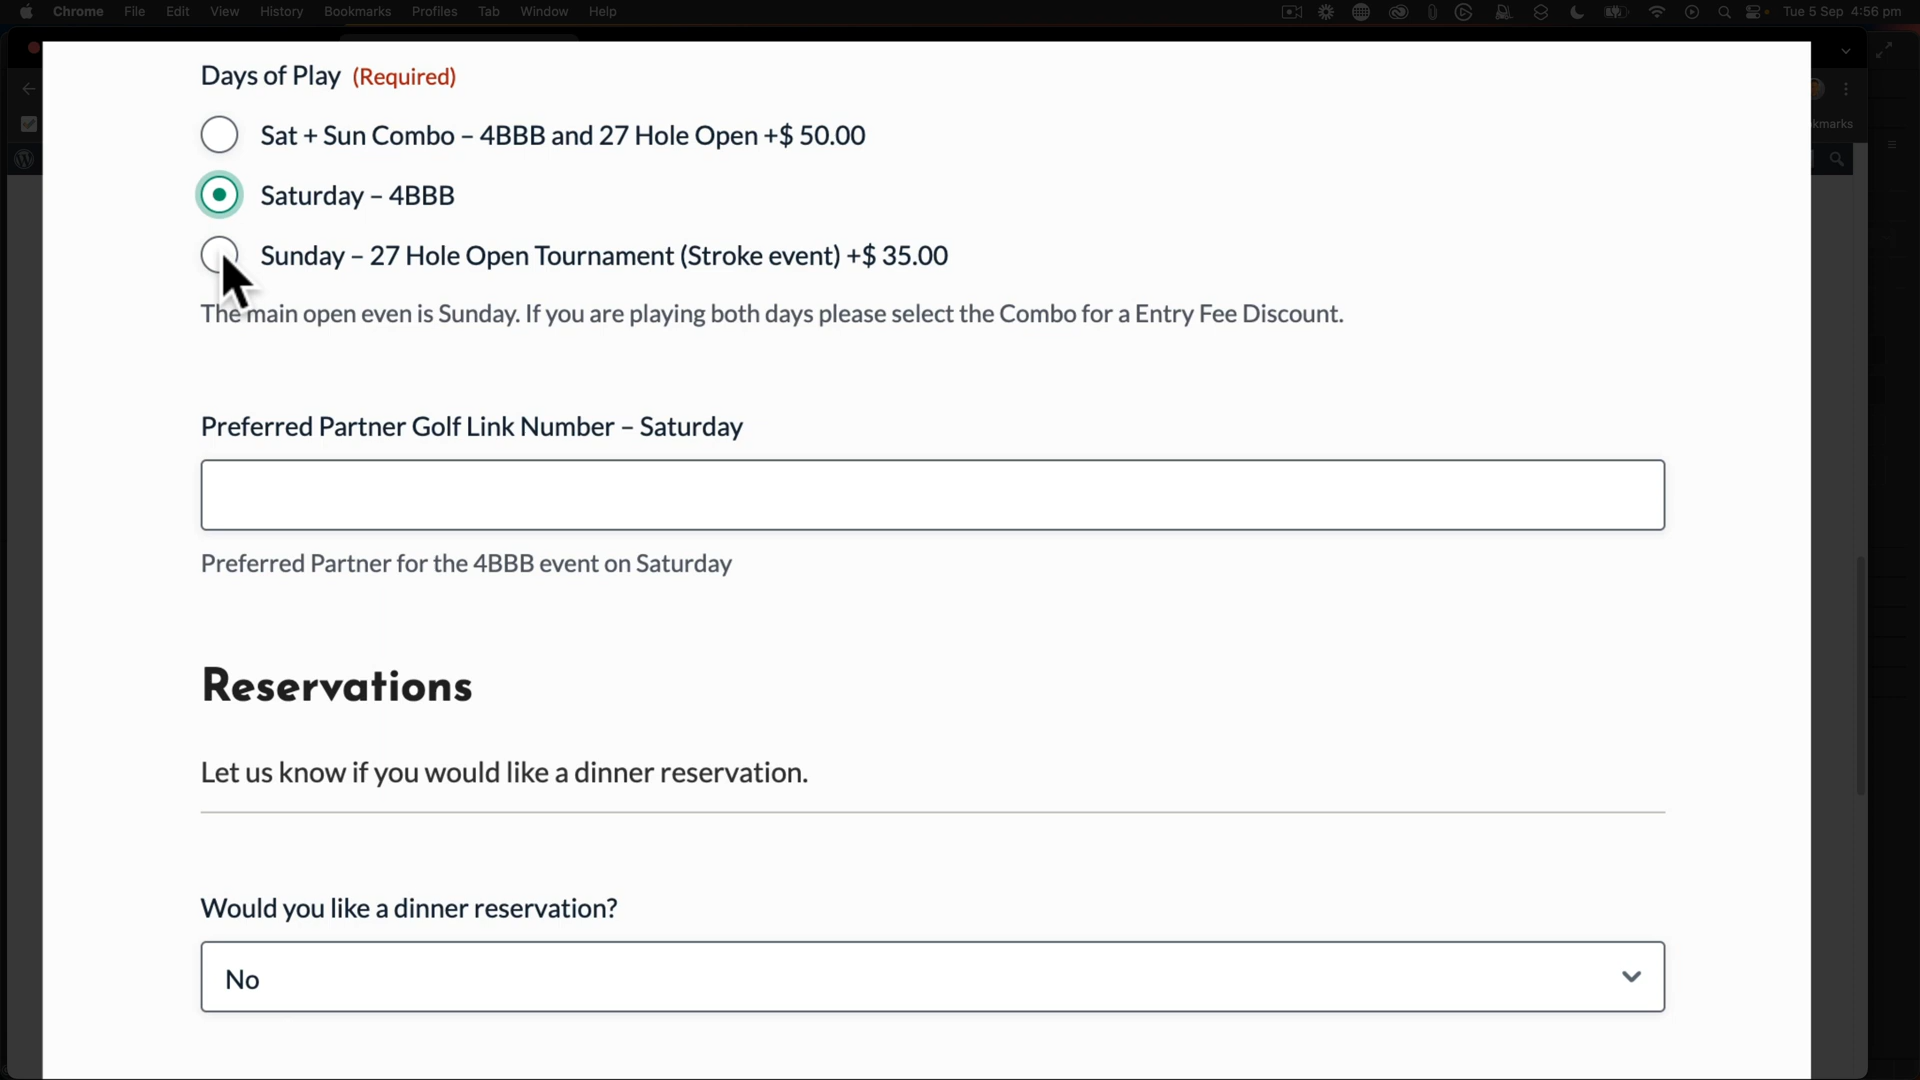 Chrome File Edit View History Bookmarks Profiles Tab Window Help Tue 5 Sep 4:56 pm
Days of Play (Required)
Sat + Sun Combo – 4BBB and 27 Hole Open +$ 50.00
Saturday – 4BBB
Sunday – 27 Hole Open Tournament (Stroke event) +$ 35.00
The main open even is Sunday. If you are playing both days please select the Combo for a Entry Fee Discount.
Preferred Partner Golf Link Number – Saturday
Preferred Partner for the 4BBB event on Saturday
Reservations
Let us know if you would like a dinner reservation.
Would you like a dinner reservation?
No